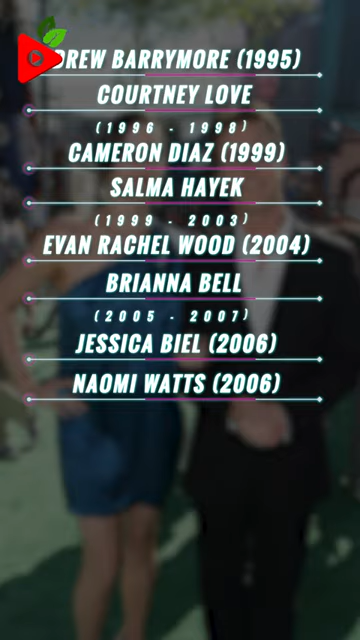 DREW BARRYMORE (1995)
COURTNEY LOVE
(1996 - 1998)
CAMERON DIAZ (1999)
SALMA HAYEK
(1999 - 2003)
EVAN RACHEL WOOD (2004)
BRIANNA BELL
(2005 - 2007)
JESSICA BIEL (2006)
NAOMI WATTS (2006)